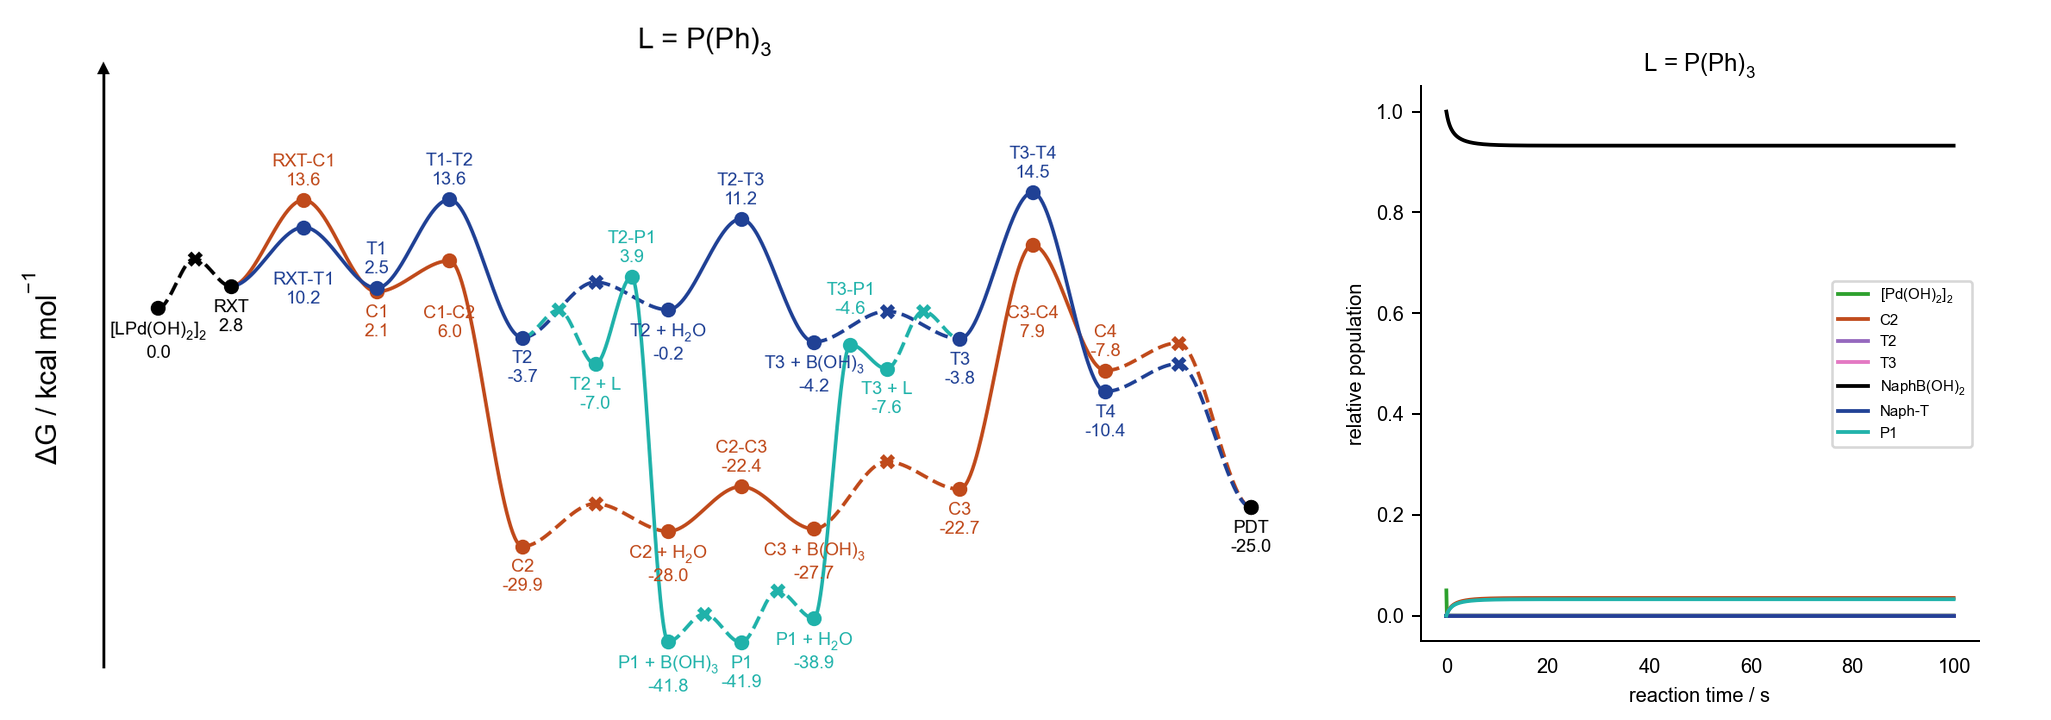 L = P(Ph)₃
ΔG / kcal mol⁻¹
[LPd(OH)₂]₂
0.0
RXT
2.8
RXT-C1
13.6
RXT-T1
10.2
T1
2.5
C1
2.1
T1-T2
13.6
C1-C2
6.0
T2
-3.7
C2
-29.9
T2 + L
-7.0
T2-P1
3.9
T2 + H₂O
-0.2
C2 + H₂O
-28.0
P1 + B(OH)₃
-41.8
T2-T3
11.2
C2-C3
-22.4
P1
-41.9
T3 + B(OH)₃
-4.2
C3 + B(OH)₃
-27.7
P1 + H₂O
-38.9
T3-P1
-4.6
T3 + L
-7.6
T3
-3.8
C3
-22.7
T3-T4
14.5
C3-C4
7.9
C4
-7.8
T4
-10.4
PDT
-25.0
L = P(Ph)₃
relative population
1.0
0.8
0.6
0.4
0.2
0.0
[Pd(OH)₂]₂
C2
T2
T3
NaphB(OH)₂
Naph-T
P1
0 20 40 60 80 100
reaction time / s